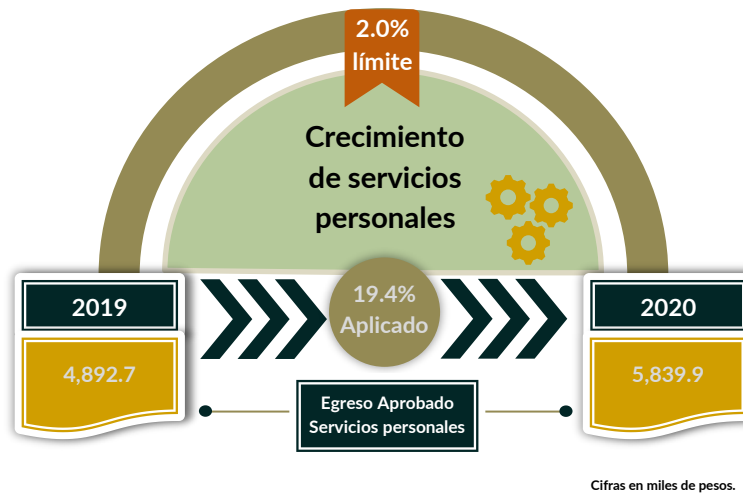 2.0%
límite
Crecimiento
de servicios
personales
2019
19.4%
Aplicado
2020
4,892.7
5,839.9
Egreso Aprobado
Servicios personales
Cifras en miles de pesos.